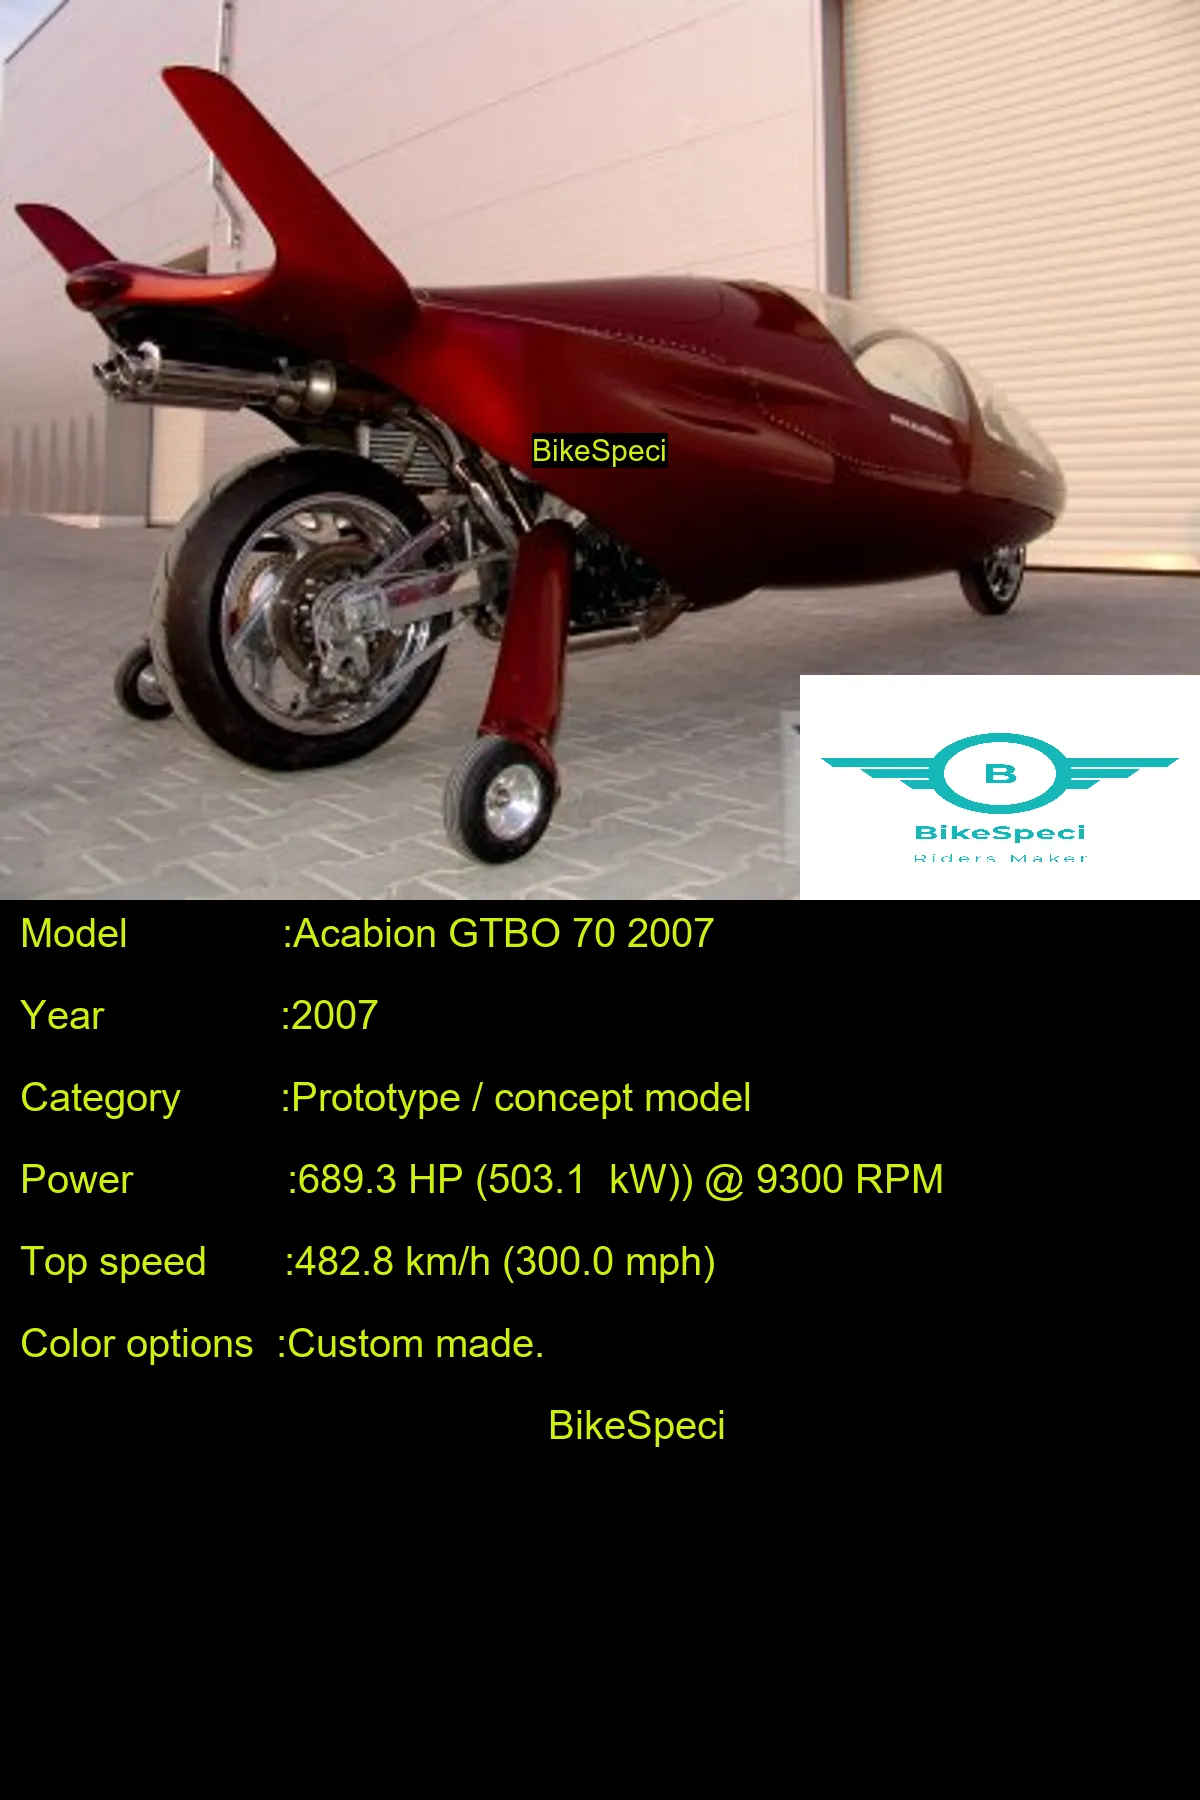 BikeSpeci
B
BikeSpeci
Riders Maker
Model :Acabion GTBO 70 2007
Year :2007
Category :Prototype / concept model
Power :689.3 HP (503.1  kW)) @ 9300 RPM
Top speed :482.8 km/h (300.0 mph)
Color options :Custom made.
BikeSpeci